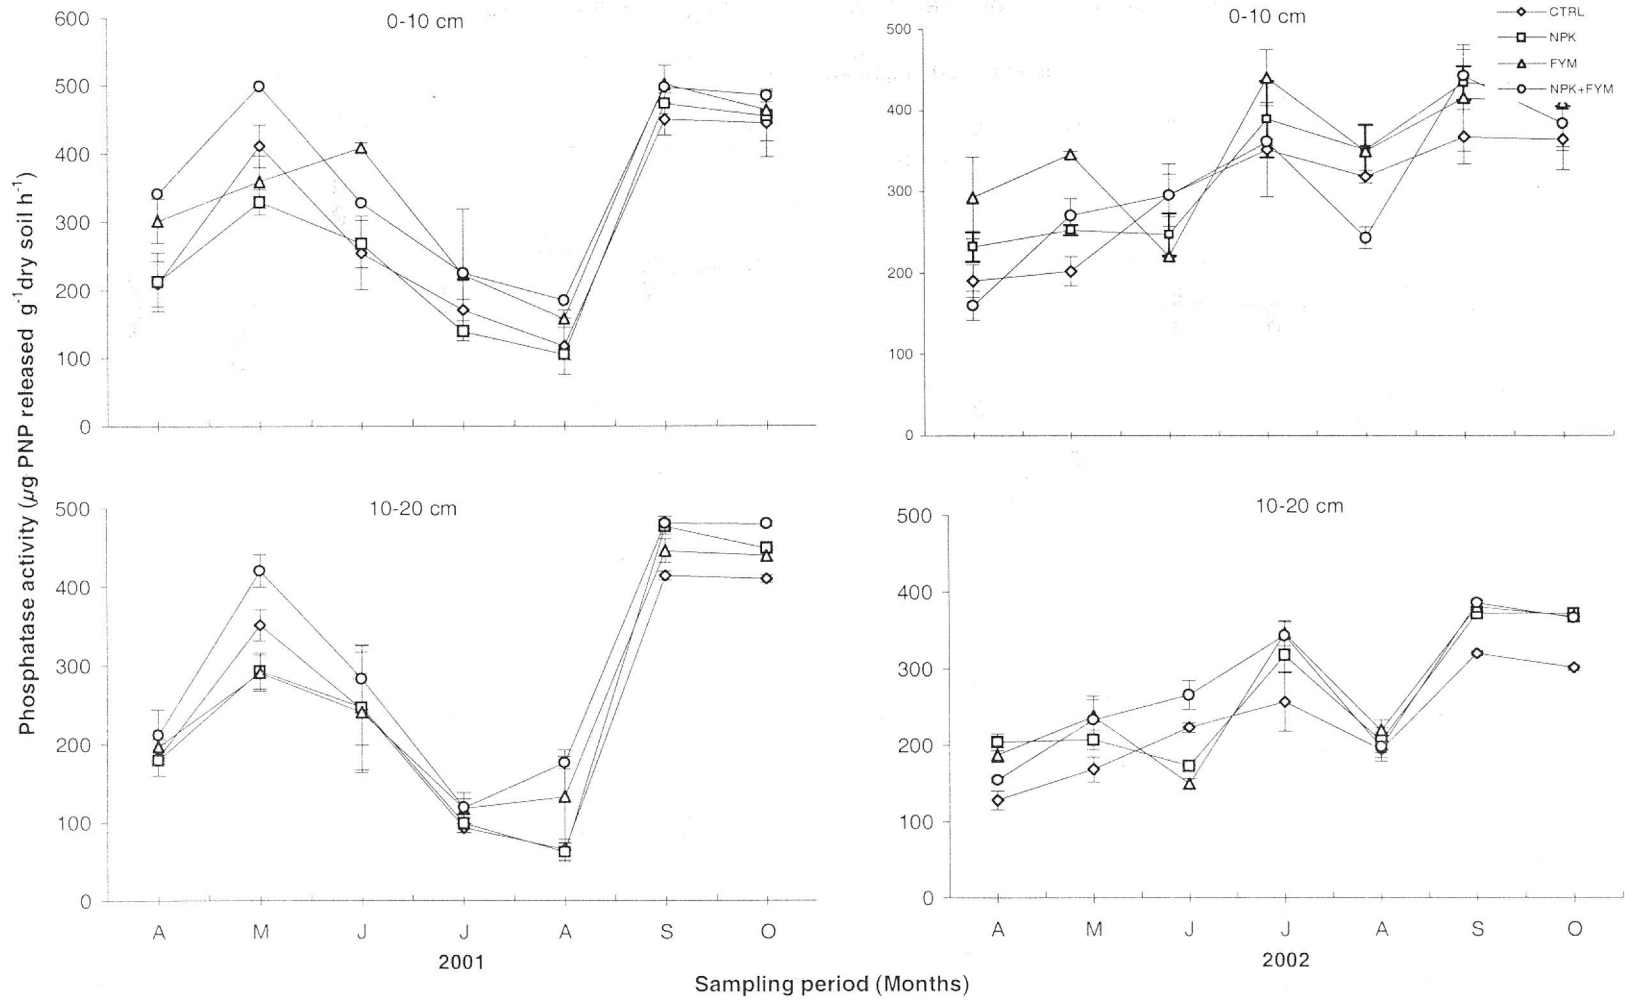 0-10 cm
600
500
400
300
200
100
0
0-10 cm
500
400
300
200
100
0
CTRL
NPK
FYM
NPK+FYM
Phosphatase activity (µg PNP released g⁻¹dry soil h⁻¹)
10-20 cm
500
400
300
200
100
0
A M J J A S O
2001
10-20 cm
500
400
300
200
100
0
A M J J A S O
2002
Sampling period (Months)